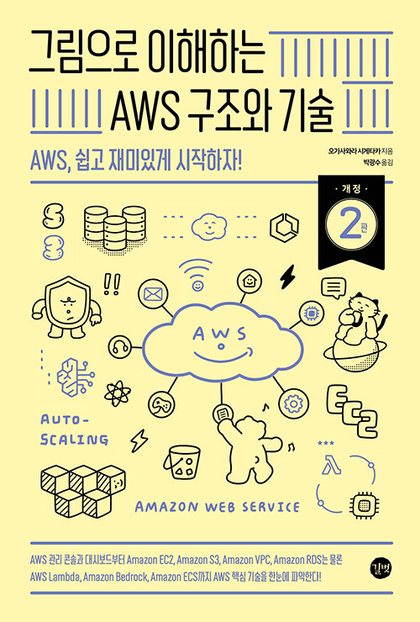 그림으로 이해하는
AWS 구조와 기술
오가사와라 시게타카 지음
박광수 옮김
AWS, 쉽고 재미있게 시작하자!
· 개정 ·
2판
S
3
!!
AWS
AUTO-
SCALING
EC2
λ
AMAZON WEB SERVICE
AWS 관리 콘솔과 대시보드부터 Amazon EC2, Amazon S3, Amazon VPC, Amazon RDS는 물론
AWS Lambda, Amazon Bedrock, Amazon ECS까지 AWS 핵심 기술을 한눈에 파악한다!
길벗